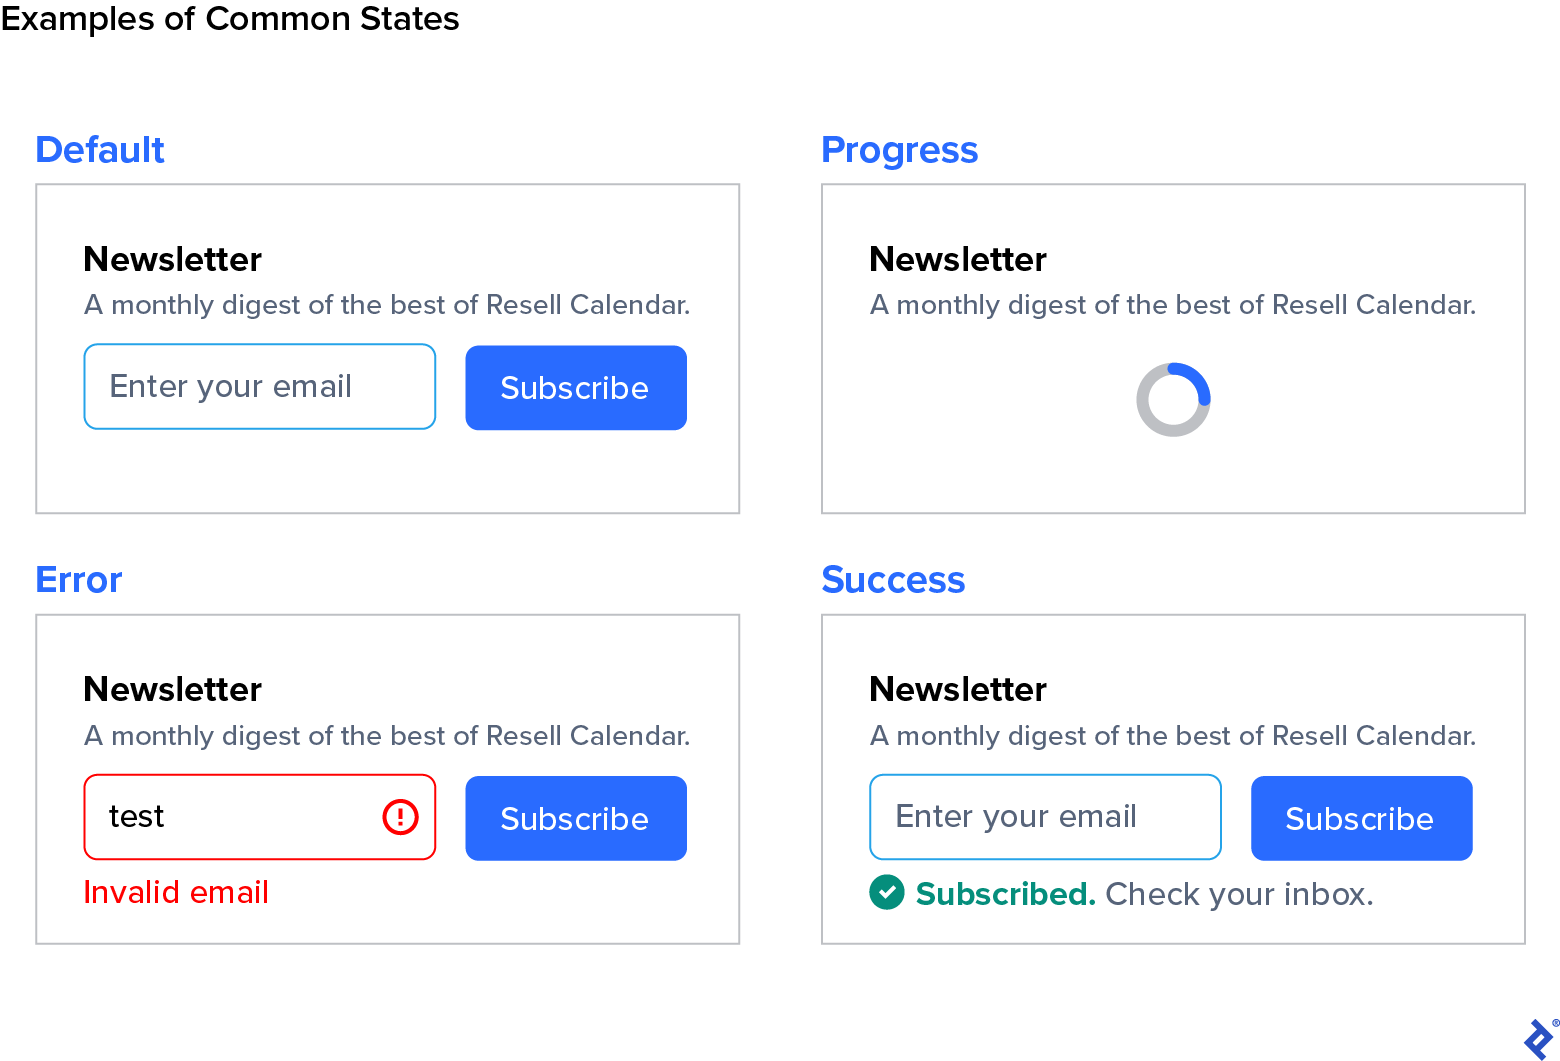 Examples of Common States
Default
Newsletter
A monthly digest of the best of Resell Calendar.
Enter your email
Subscribe
Progress
Newsletter
A monthly digest of the best of Resell Calendar.
Error
Newsletter
A monthly digest of the best of Resell Calendar.
test
Subscribe
Invalid email
Success
Newsletter
A monthly digest of the best of Resell Calendar.
Enter your email
Subscribe
Subscribed. Check your inbox.
®